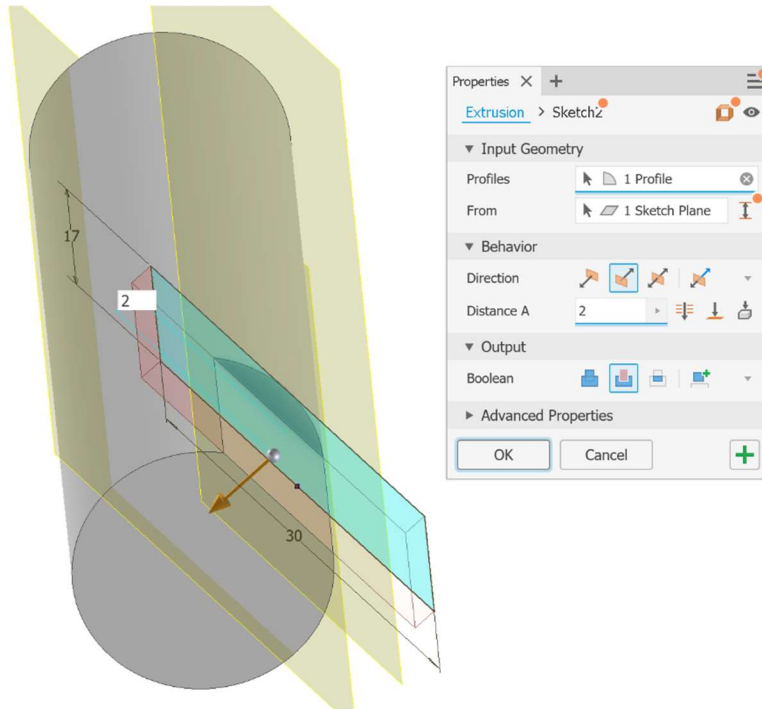 Properties
Extrusion > Sketch2
Input Geometry
Profiles 1 Profile
From 1 Sketch Plane
Behavior
Direction
Distance A 2
Output
Boolean
Advanced Properties
OK Cancel
17
2
30